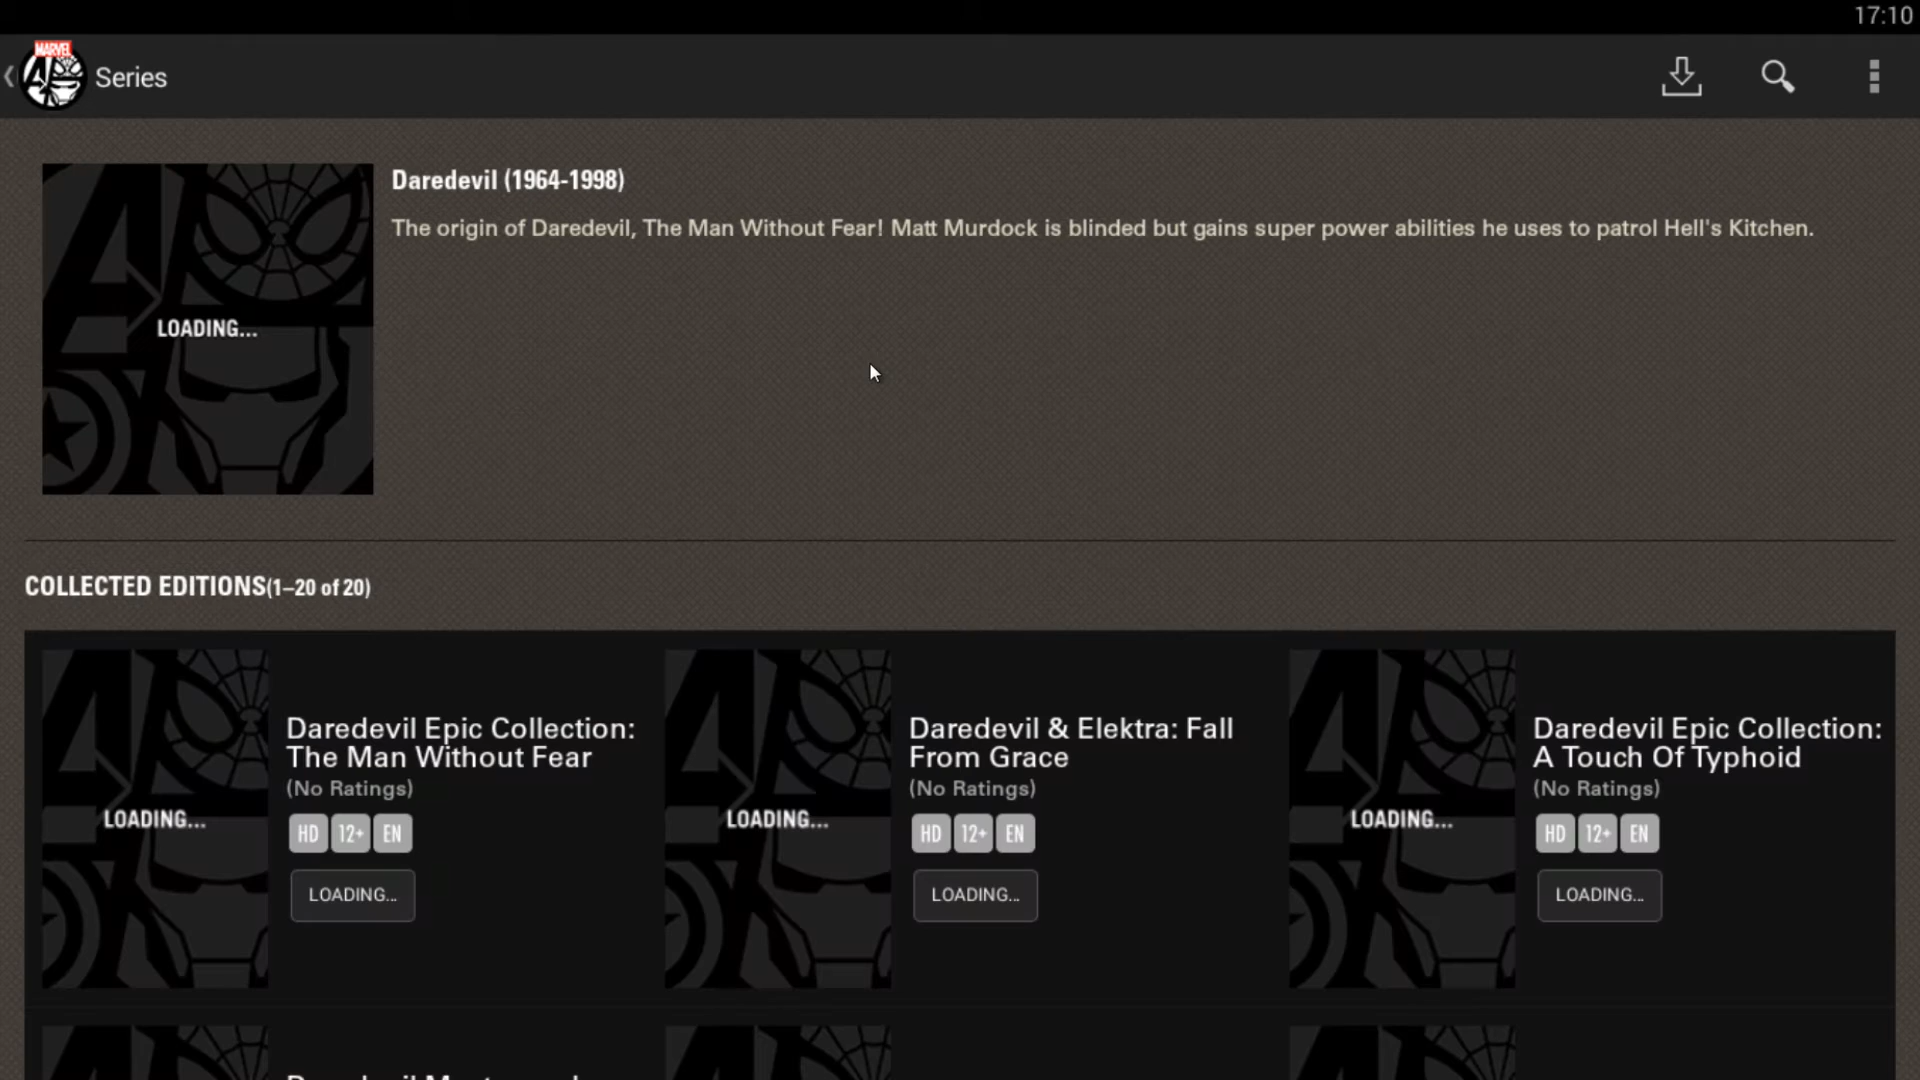 17:10
MARVEL
Series
Daredevil (1964-1998)
The origin of Daredevil, The Man Without Fear! Matt Murdock is blinded but gains super power abilities he uses to patrol Hell's Kitchen.
LOADING...
COLLECTED EDITIONS(1–20 of 20)
LOADING...
Daredevil Epic Collection:
The Man Without Fear
(No Ratings)
HD 12+ EN
LOADING...
LOADING...
Daredevil & Elektra: Fall
From Grace
(No Ratings)
HD 12+ EN
LOADING...
LOADING...
Daredevil Epic Collection:
A Touch Of Typhoid
(No Ratings)
HD 12+ EN
LOADING...